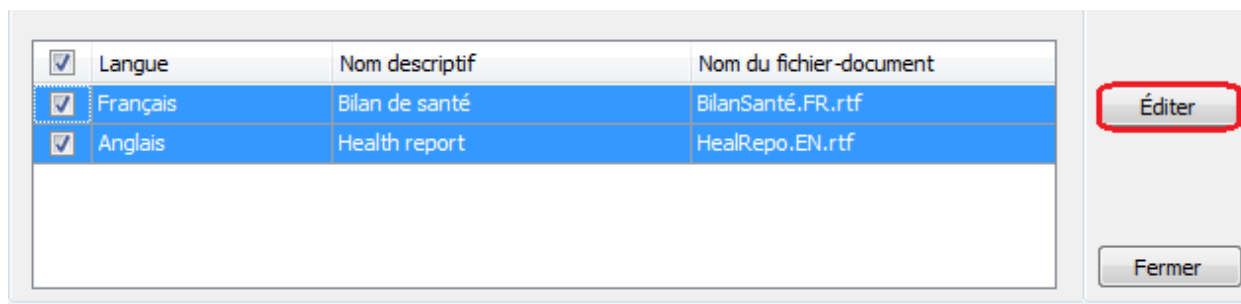 Langue Nom descriptif Nom du fichier-document
Français Bilan de santé BilanSanté.FR.rtf
Anglais Health report HealRepo.EN.rtf
Éditer
Fermer